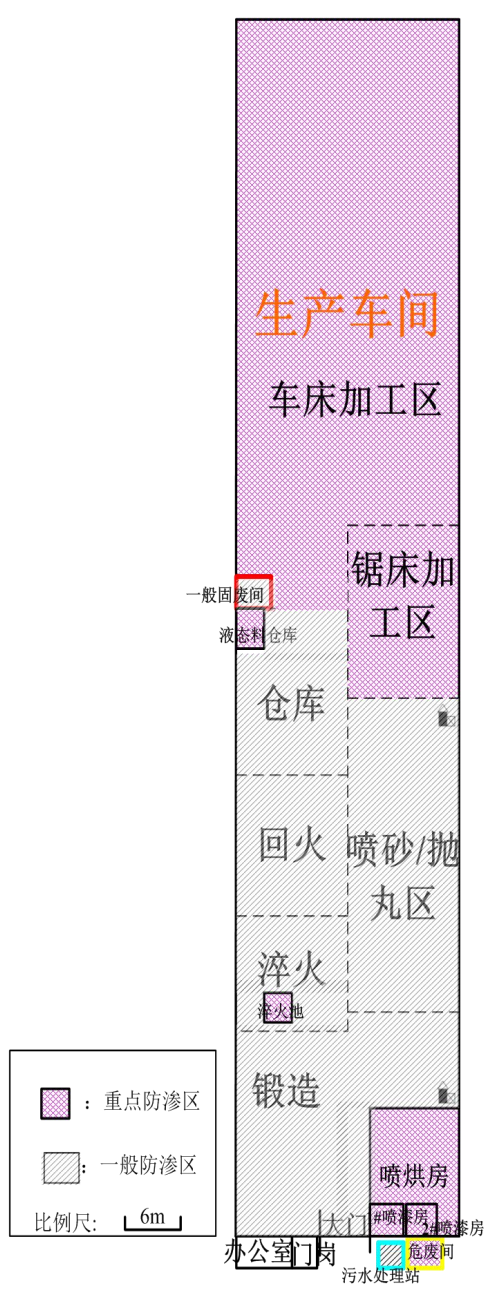 生产车间
车床加工区
锯床加
工区
一般固废间
液态料仓库
仓库
回火
喷砂/抛
丸区
淬火
淬火池
锻造
：重点防渗区
：一般防渗区
比例尺: 6m
喷烘房
大门
1#喷漆房
2#喷漆房
办公室
门岗
危废间
污水处理站